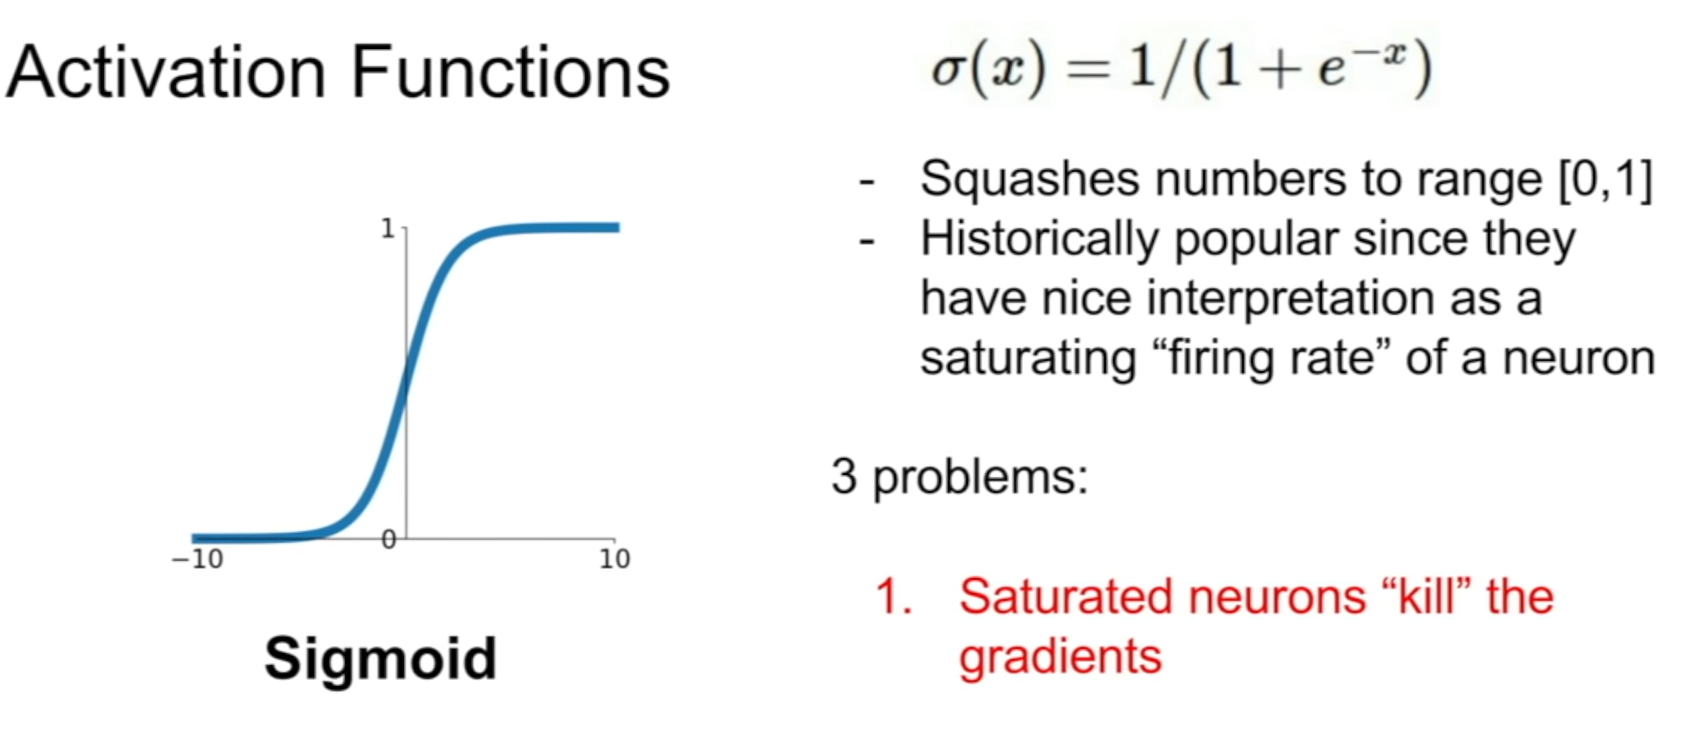 Activation Functions
σ(x) = 1/(1 + e⁻ˣ)
- Squashes numbers to range [0,1]
- Historically popular since they
have nice interpretation as a
saturating “firing rate” of a neuron
1
0
−10
10
Sigmoid
3 problems:
1. Saturated neurons “kill” the
gradients